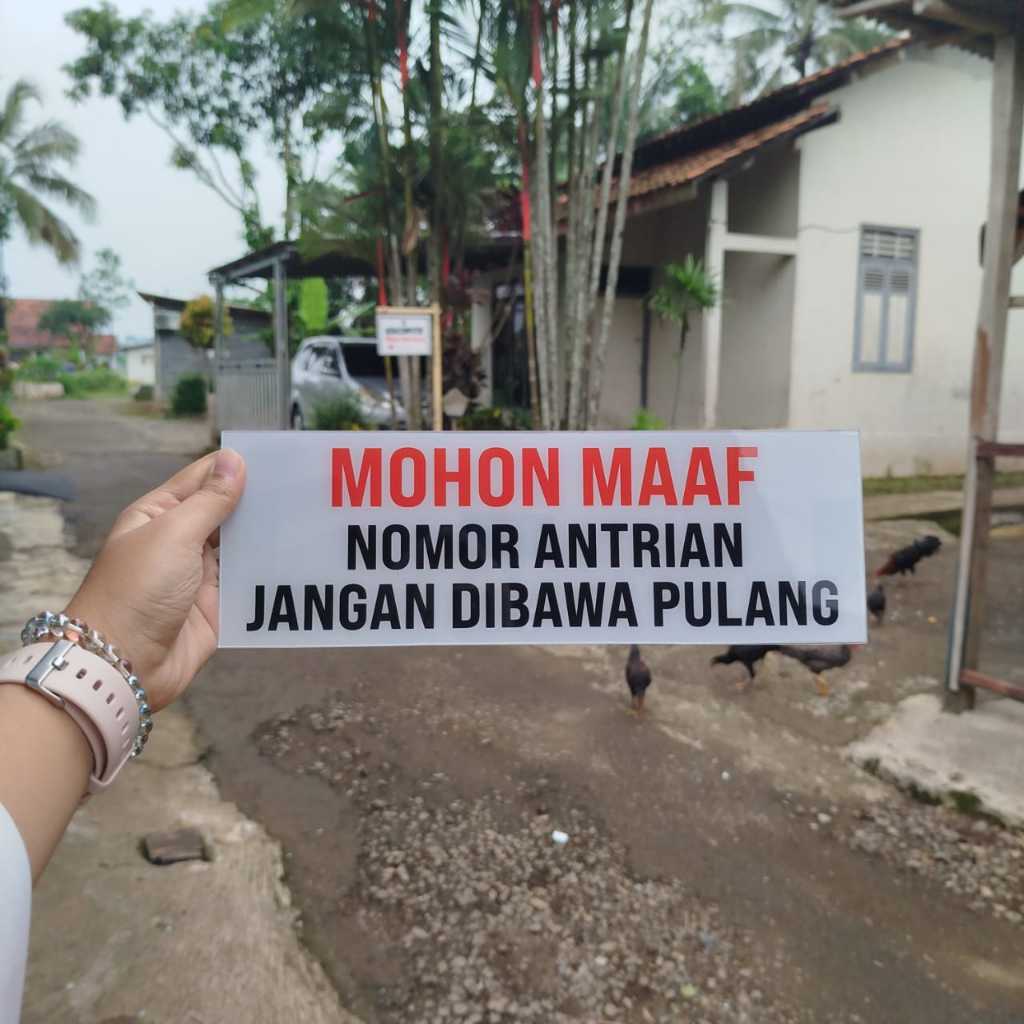 MOHON MAAF
NOMOR ANTRIAN
JANGAN DIBAWA PULANG